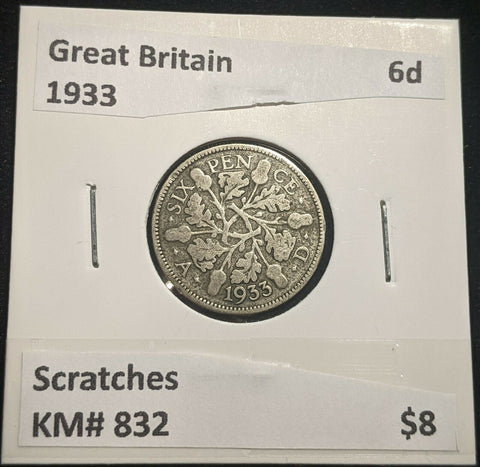 Great Britain 6d
1933
SIX PENCE
A D
1933
Scratches
KM# 832 $8